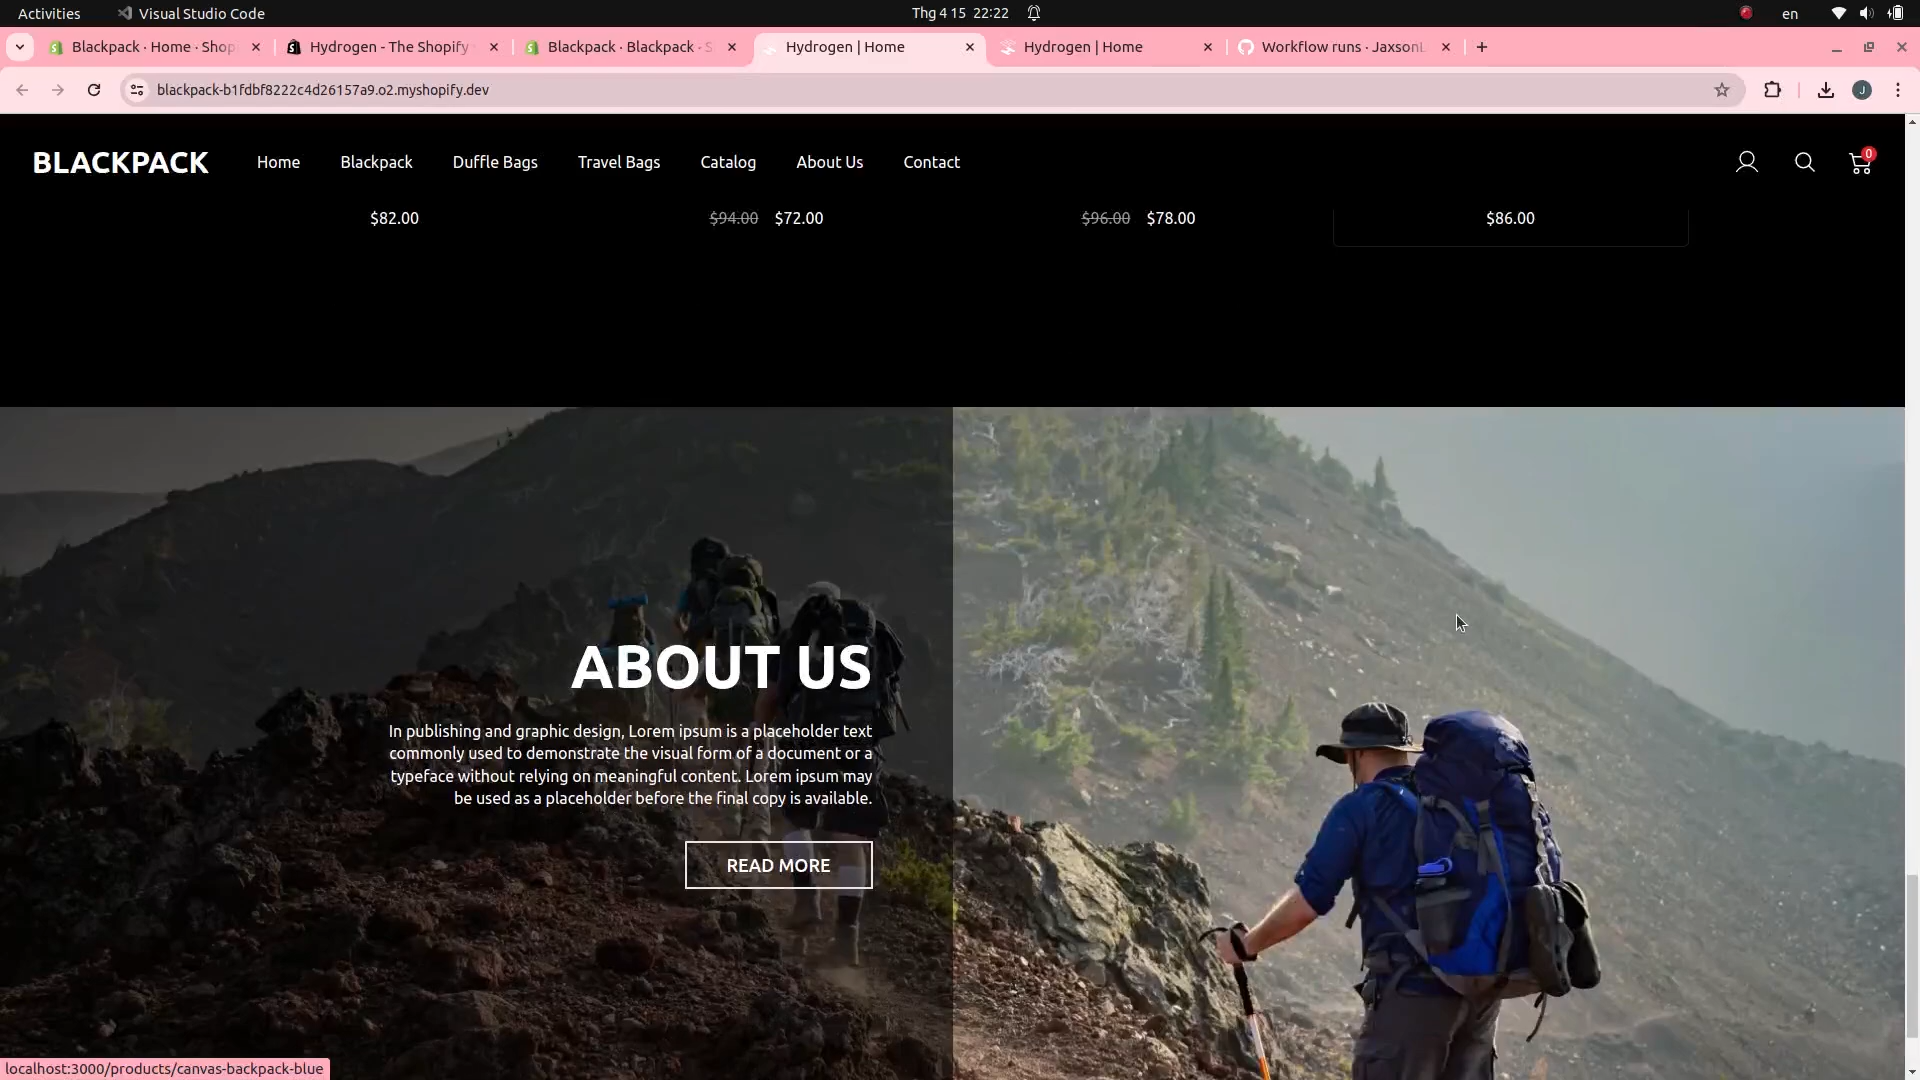 Activities
Visual Studio Code
Thg 4 15 22:22
en
Blackpack · Home · Shop
Hydrogen - The Shopify
Blackpack · Blackpack · S
Hydrogen | Home
Hydrogen | Home
Workflow runs · JaxsonL
blackpack-b1fdbf8222c4d26157a9.o2.myshopify.dev
J
BLACKPACK
Home
Blackpack
Duffle Bags
Travel Bags
Catalog
About Us
Contact
0
$82.00
$94.00 $72.00
$96.00 $78.00
$86.00
ABOUT US
In publishing and graphic design, Lorem ipsum is a placeholder text
commonly used to demonstrate the visual form of a document or a
typeface without relying on meaningful content. Lorem ipsum may
be used as a placeholder before the final copy is available.
READ MORE
localhost:3000/products/canvas-backpack-blue